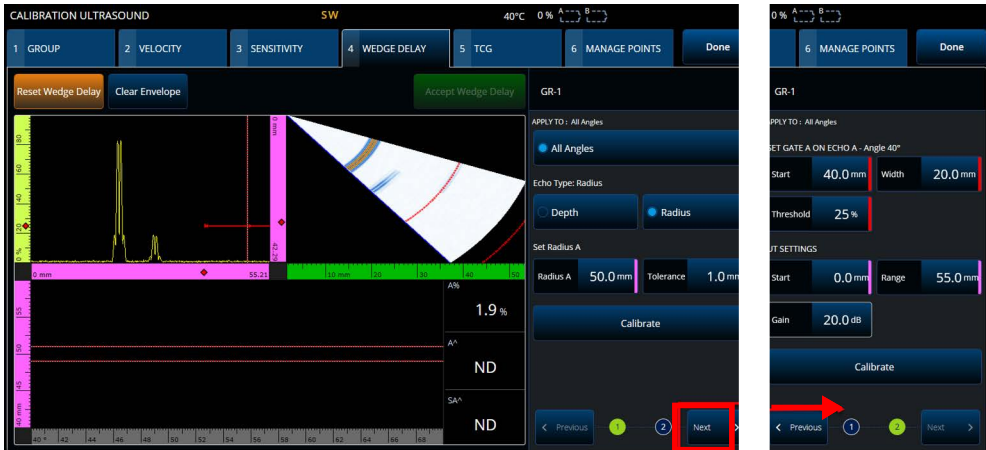 CALIBRATION ULTRASOUND SW 40°C 0 % A B
1 GROUP 2 VELOCITY 3 SENSITIVITY 4 WEDGE DELAY 5 TCG 6 MANAGE POINTS Done
Reset Wedge Delay Clear Envelope Accept Wedge Delay
GR-1
APPLY TO : All Angles
All Angles
Echo Type: Radius
Depth Radius
Set Radius A
Radius A 50.0 mm Tolerance 1.0 mm
Calibrate
Previous 1 2 Next
80
60
40
20
0 %
0 mm
42.29
0 mm 55.21
10 mm 20 30 40 50
55
50
45
40 mm
40 ° 42 44 46 48 50 52 54 56 58 60 62 64 66 68
A%
1.9 %
A^
ND
SA^
ND
0 % A B
6 MANAGE POINTS Done
GR-1
PPLY TO : All Angles
ET GATE A ON ECHO A - Angle 40°
Start 40.0 mm Width 20.0 mm
Threshold 25 %
UT SETTINGS
Start 0.0 mm Range 55.0 mm
Gain 20.0 dB
Calibrate
Previous 1 2 Next